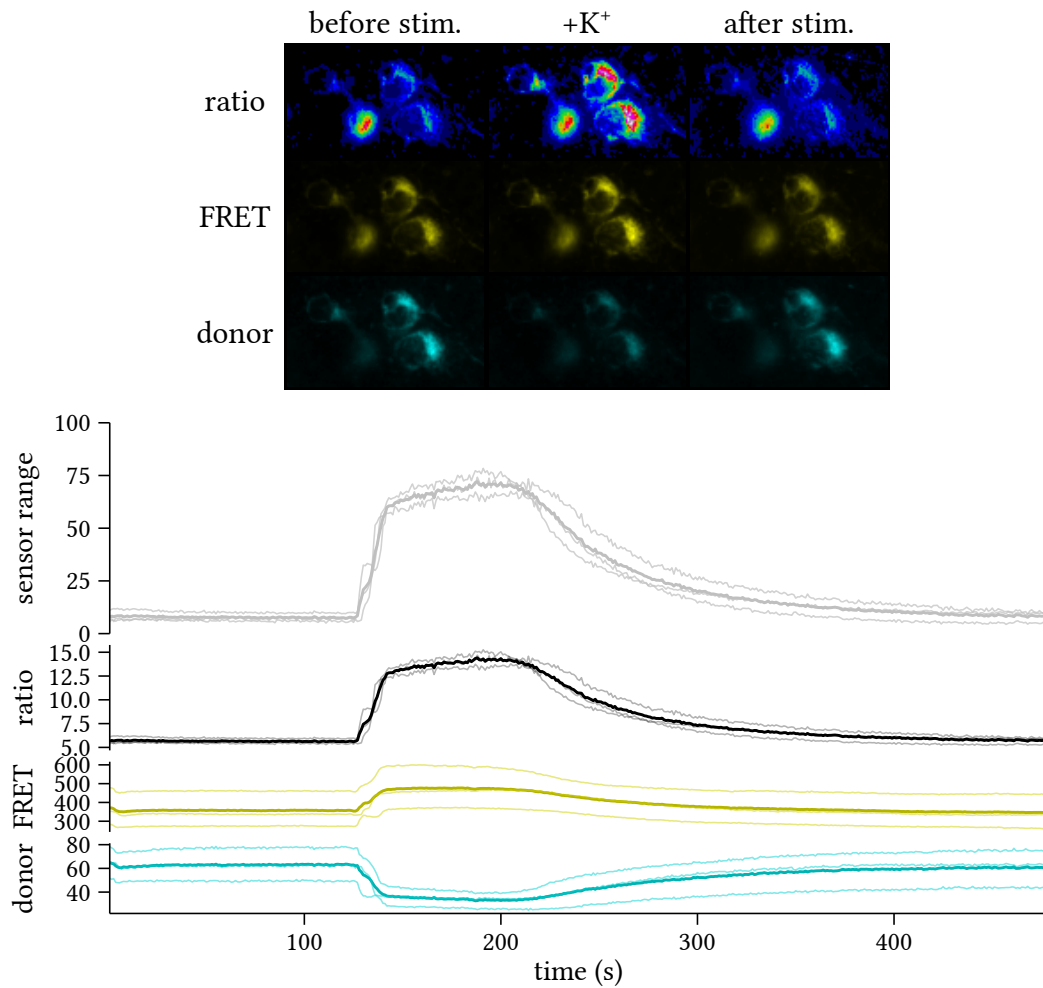 before stim. +K⁺ after stim.
ratio
FRET
donor
sensor range
100
75
50
25
0
ratio
15.0
12.5
10.0
7.5
5.0
FRET
600
500
400
300
donor
80
60
40
100 200 300 400
time (s)